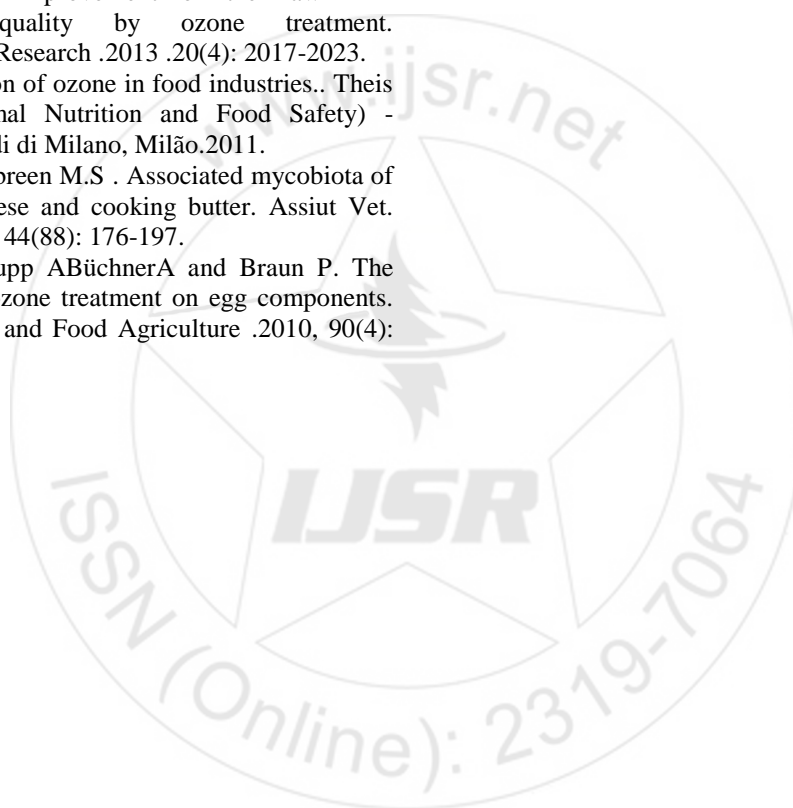 quality by ozone treatment.
Research .2013 .20(4): 2017-2023.
on of ozone in food industries.. Theis
nal Nutrition and Food Safety) -
di di Milano, Milão.2011.
breen M.S . Associated mycobiota of
ese and cooking butter. Assiut Vet.
44(88): 176-197.
upp ABüchnerA and Braun P. The
zone treatment on egg components.
and Food Agriculture .2010, 90(4):
www.ijsr.net
IJSR
ISSN (Online): 2319-7064